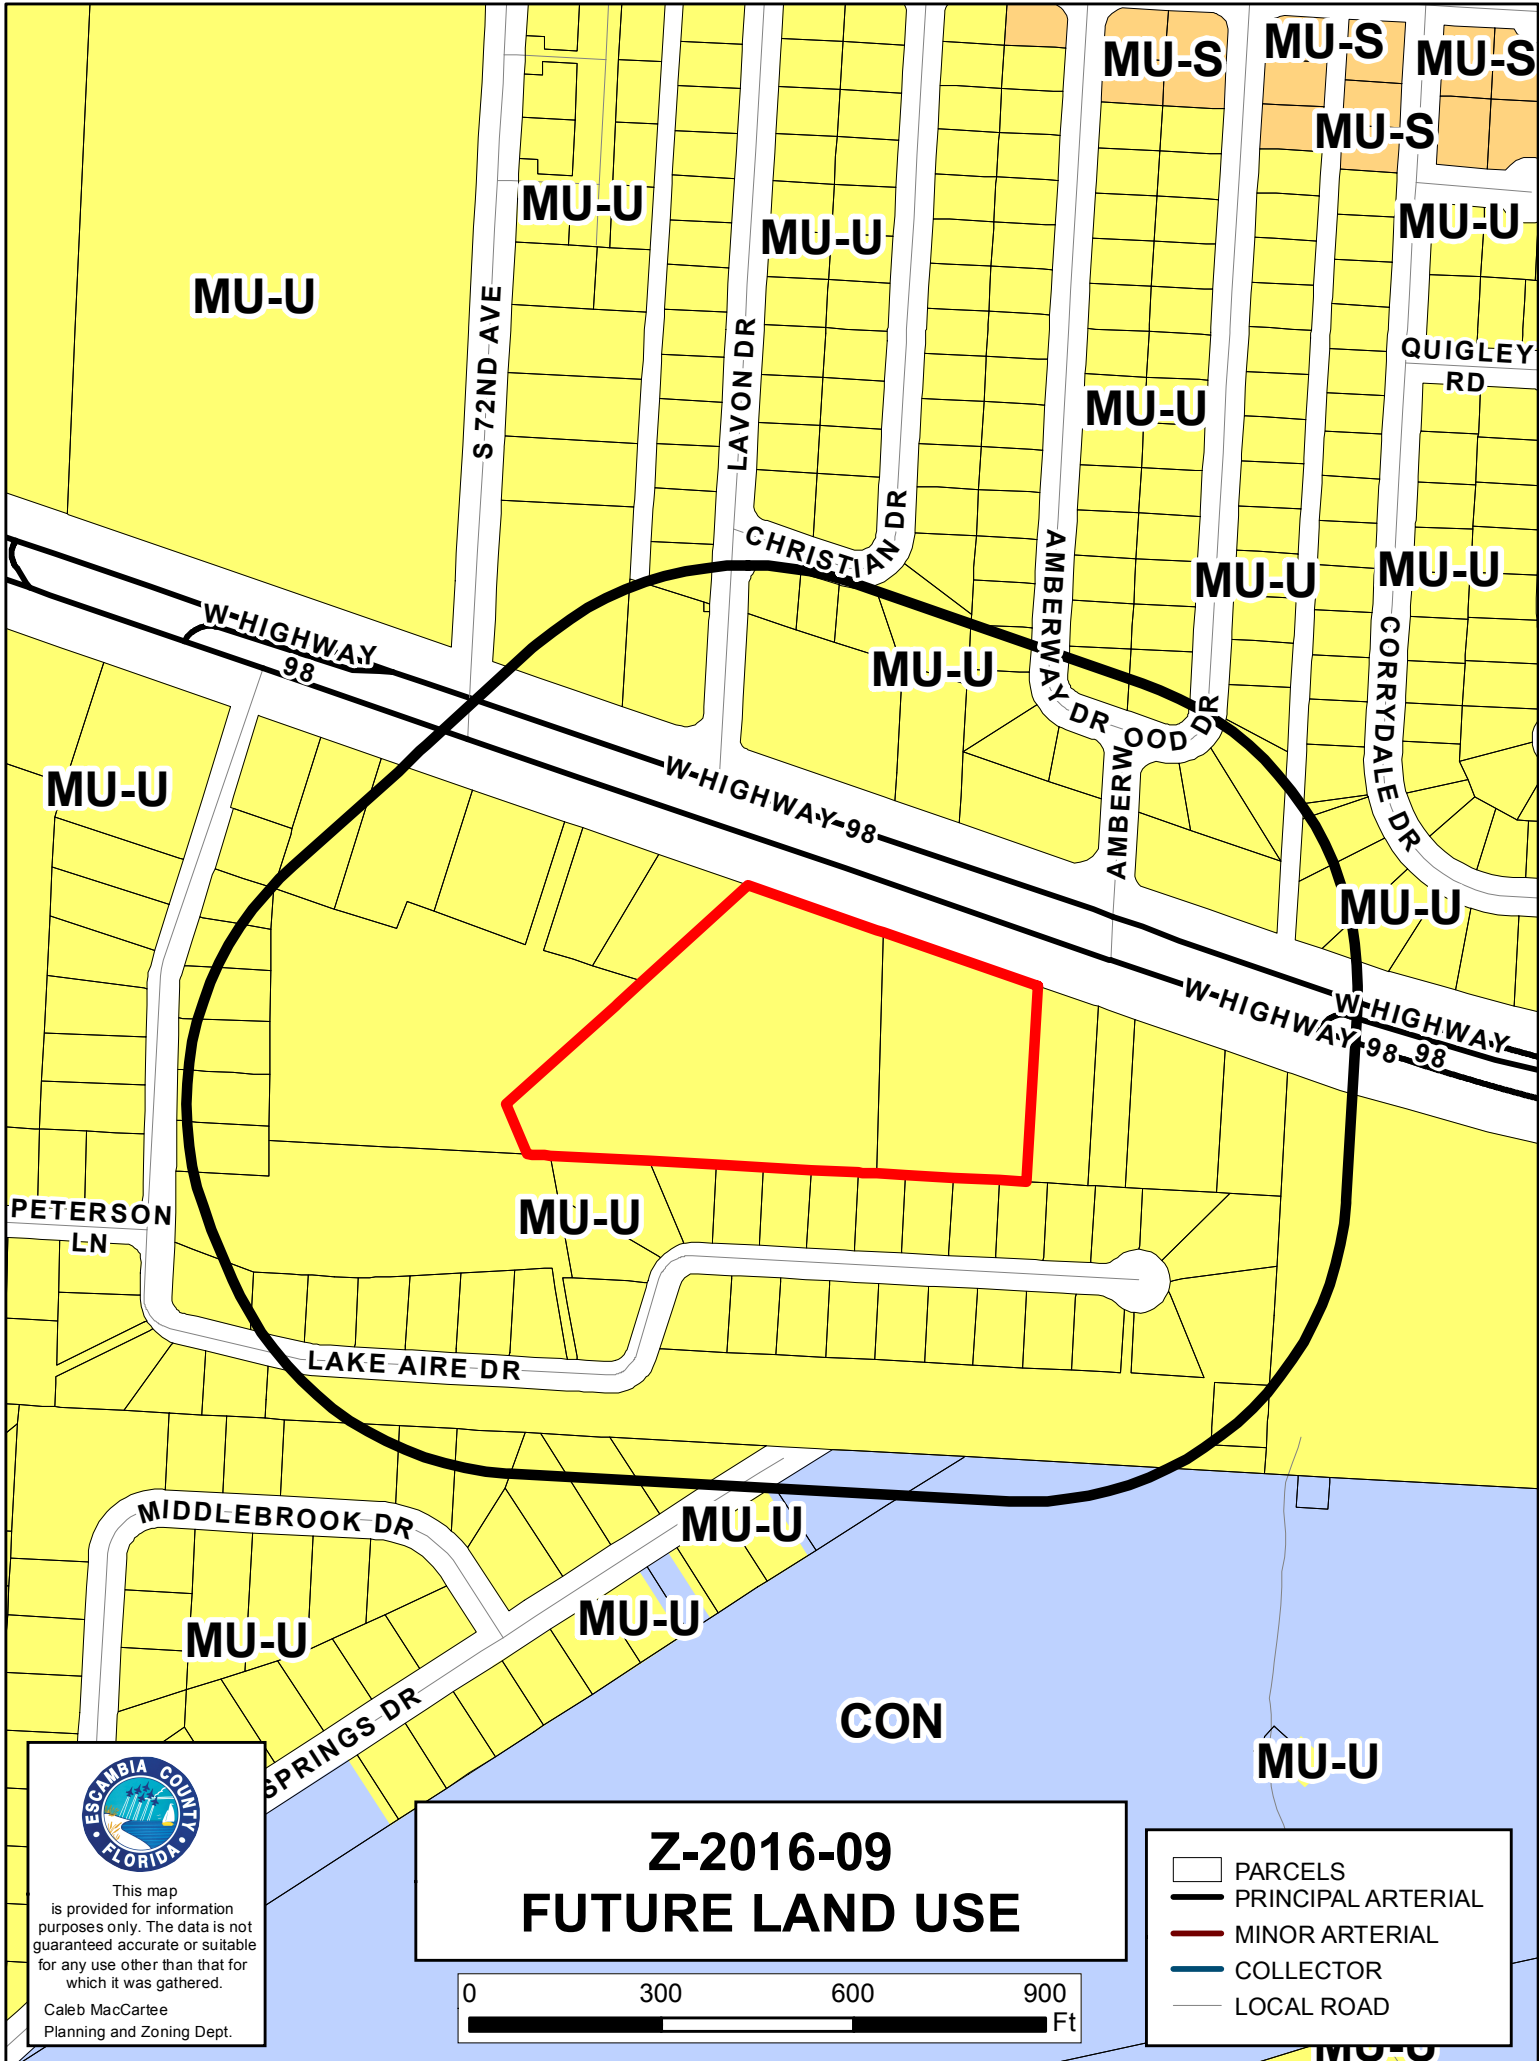 MU-S
MU-S
MU-S
MU-S
MU-U
MU-U
MU-U
MU-U
S 72ND AVE
LAVON DR
QUIGLEY
RD
MU-U
CHRISTIAN DR
AMBERWAY DR
MU-U
MU-U
CORRYDALE DR
W HIGHWAY
98
MU-U
AMBERWOOD DR
MU-U
W HIGHWAY 98
MU-U
W HIGHWAY 98
W HIGHWAY
98
PETERSON
LN
MU-U
LAKE AIRE DR
MIDDLEBROOK DR
MU-U
MU-U
MU-U
SPRINGS DR
CON
MU-U
ESCAMBIA COUNTY
FLORIDA
This map
is provided for information
purposes only. The data is not
guaranteed accurate or suitable
for any use other than that for
which it was gathered.
Caleb MacCartee
Planning and Zoning Dept.
Z-2016-09
FUTURE LAND USE
0 300 600 900
Ft
PARCELS
PRINCIPAL ARTERIAL
MINOR ARTERIAL
COLLECTOR
LOCAL ROAD
MU-U